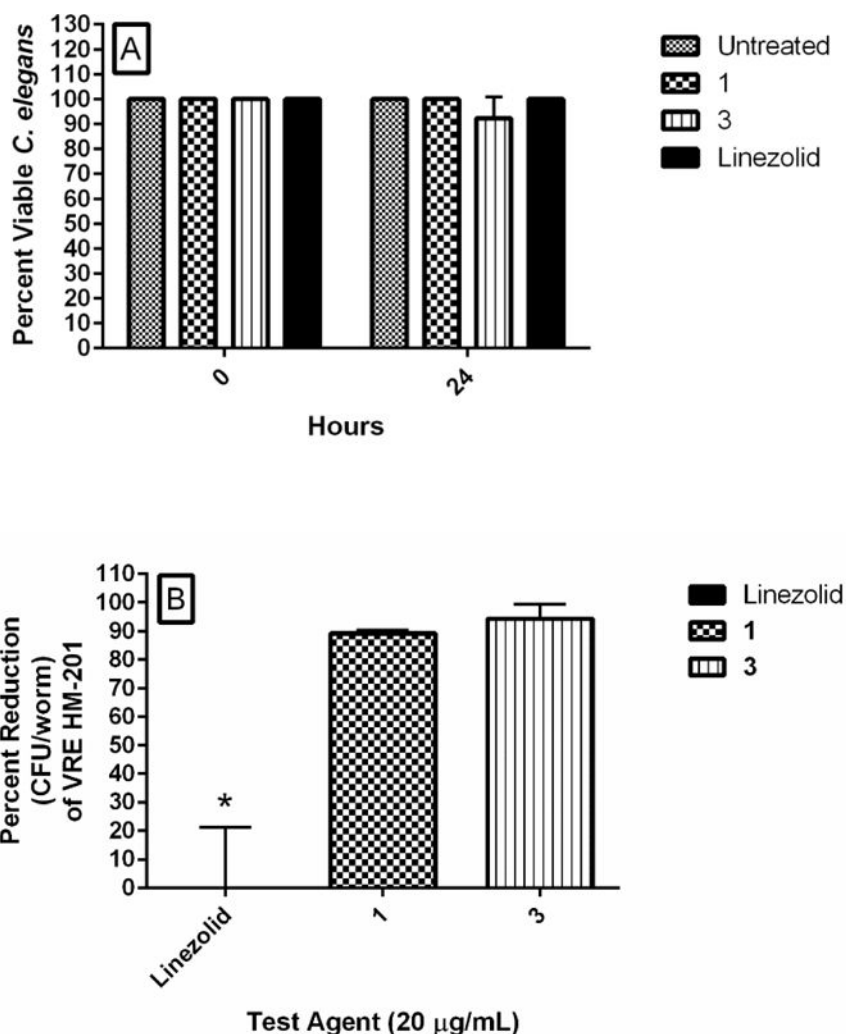 A
130
120
110
100
90
80
70
60
50
40
30
20
10
0
Percent Viable C. elegans
0
24
Hours
Untreated
1
3
Linezolid
B
110
100
90
80
70
60
50
40
30
20
10
0
Percent Reduction
(CFU/worm)
of VRE HM-201
*
Linezolid
1
3
Test Agent (20 μg/mL)
Linezolid
1
3